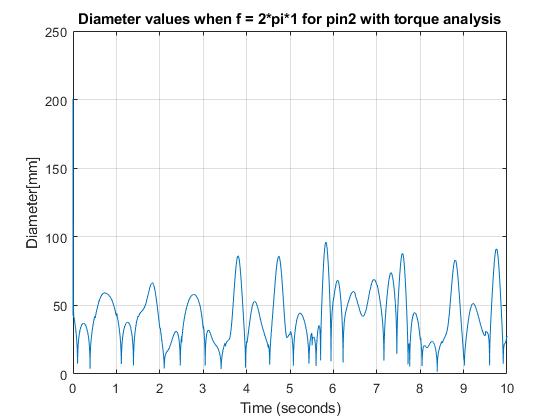 Diameter values when f = 2*pi*1 for pin2 with torque analysis
250
200
150
100
50
0
Diameter[mm]
0 1 2 3 4 5 6 7 8 9 10
Time (seconds)